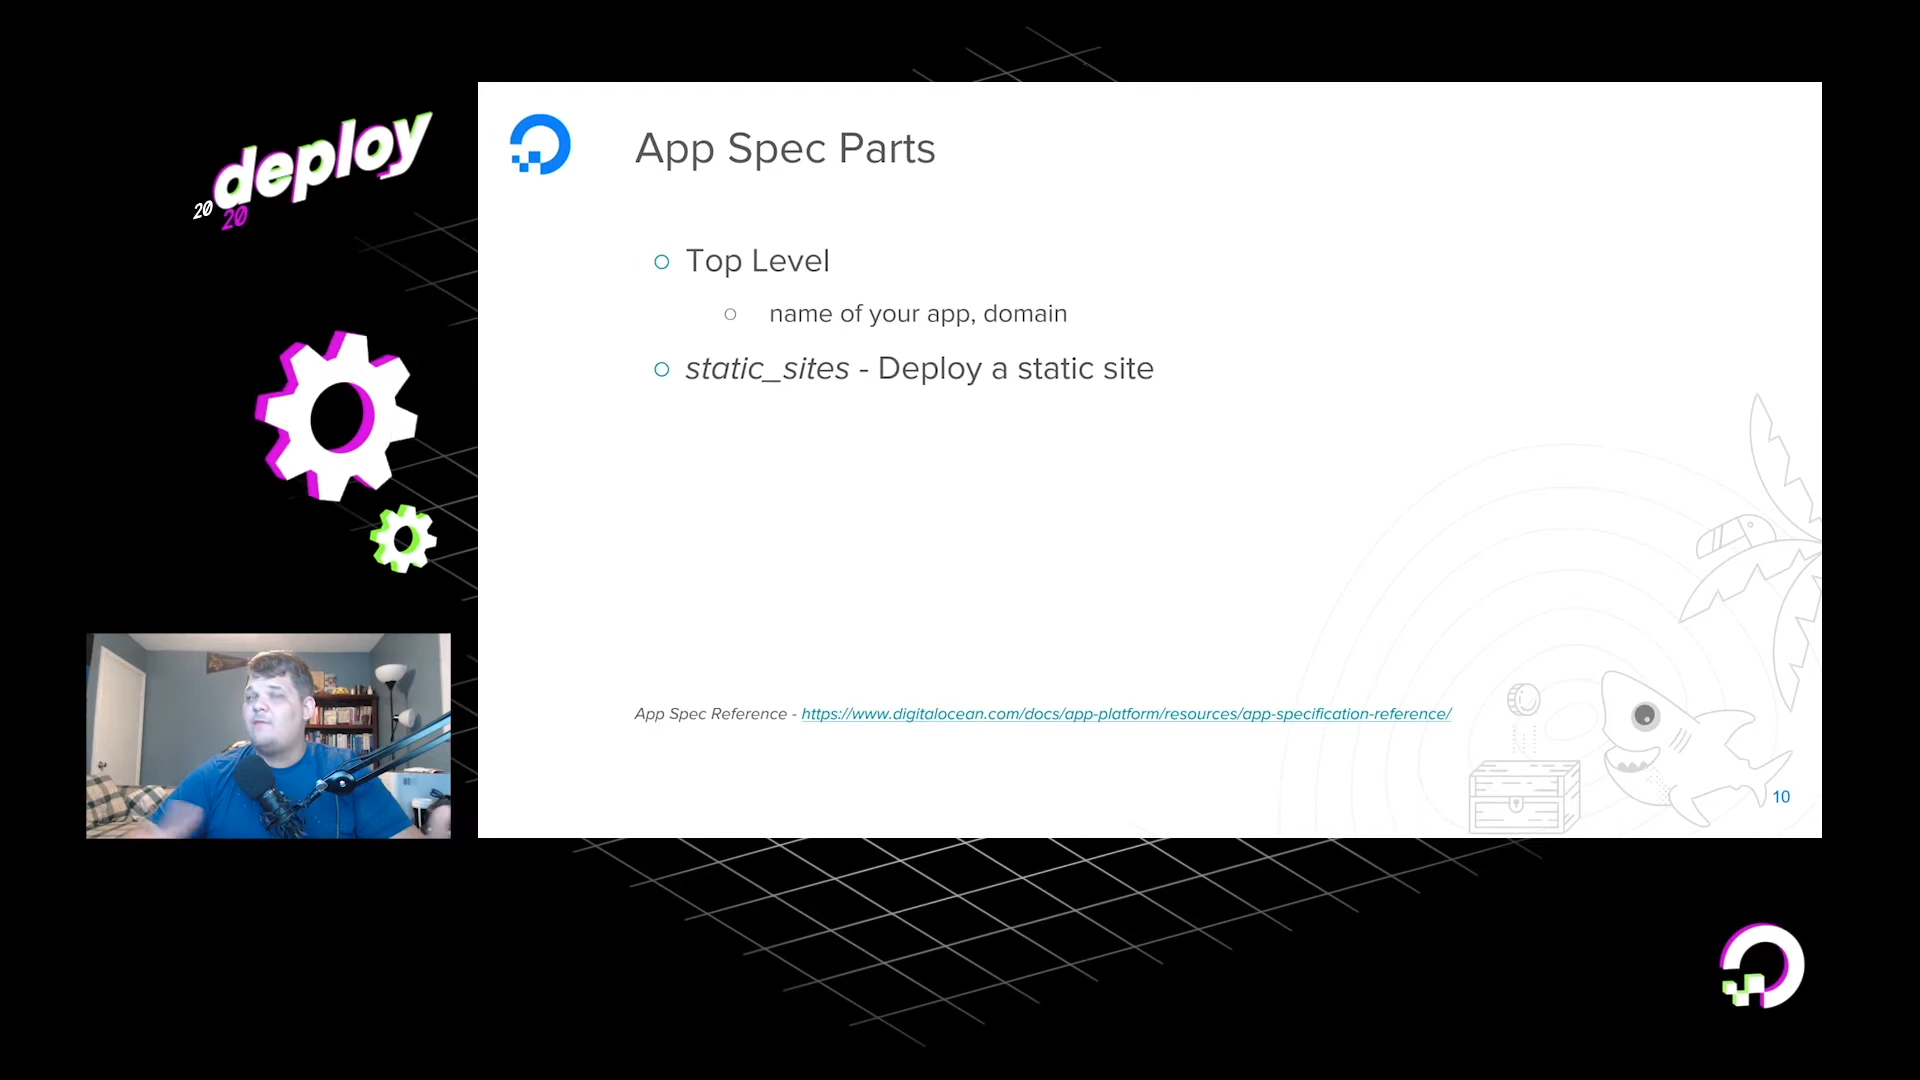 deploy
20
20
App Spec Parts
Top Level
name of your app, domain
static_sites - Deploy a static site
App Spec Reference - https://www.digitalocean.com/docs/app-platform/resources/app-specification-reference/
10